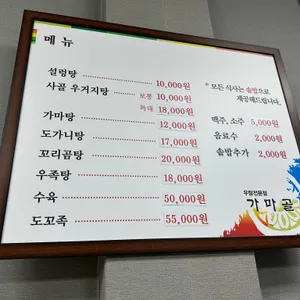 메뉴
설렁탕 10,000원
사골 우거지탕 보통 10,000원
특대 18,000원
가마탕 12,000원
도가니탕 17,000원
꼬리곰탕 20,000원
우족탕 18,000원
수육 50,000원
도꼬족 55,000원
* 모든 식사는 솥밥으로
제공해드립니다.
맥주, 소주 5,000원
음료수 2,000원
솥밥추가 2,000원
우탕전문점
가마골